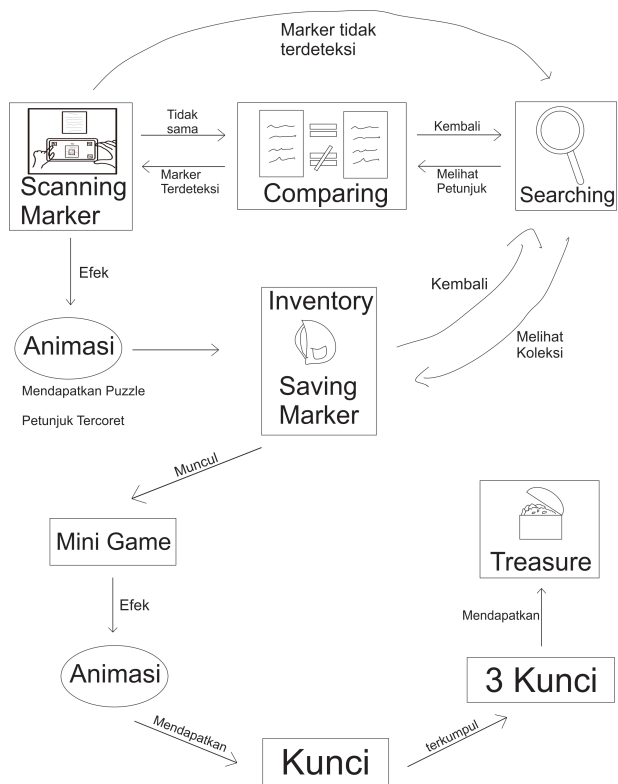 Marker tidak
terdeteksi
Tidak
sama
Kembali
Scanning
Marker
Marker
Terdeteksi
Comparing
Melihat
Petunjuk
Searching
Efek
Inventory
Kembali
Animasi
Melihat
Koleksi
Mendapatkan Puzzle
Saving
Marker
Petunjuk Tercoret
Muncul
Mini Game
Treasure
Efek
Mendapatkan
Animasi
3 Kunci
Mendapatkan
Kunci
terkumpul